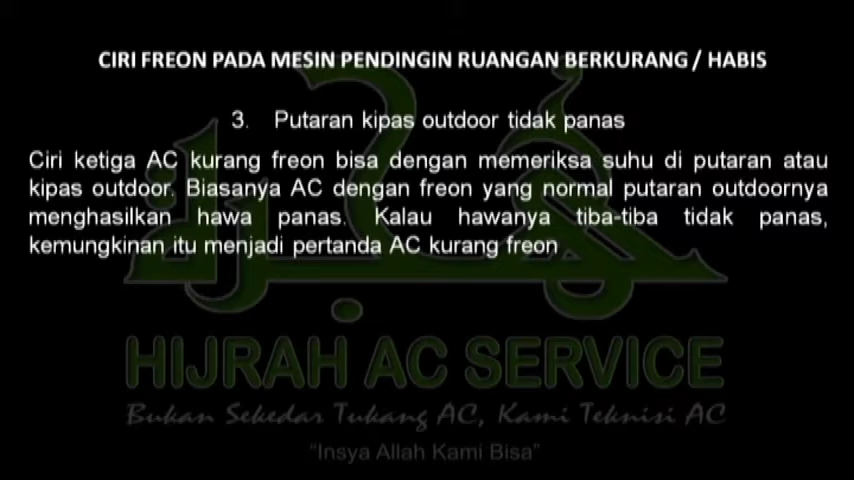 CIRI FREON PADA MESIN PENDINGIN RUANGAN BERKURANG / HABIS
3. Putaran kipas outdoor tidak panas
Ciri ketiga AC kurang freon bisa dengan memeriksa suhu di putaran atau
kipas outdoor. Biasanya AC dengan freon yang normal putaran outdoornya
menghasilkan hawa panas. Kalau hawanya tiba-tiba tidak panas,
kemungkinan itu menjadi pertanda AC kurang freon
HIJRAH AC SERVICE
Bukan Sekedar Tukang AC, Kami Teknisi AC
“Insya Allah Kami Bisa”